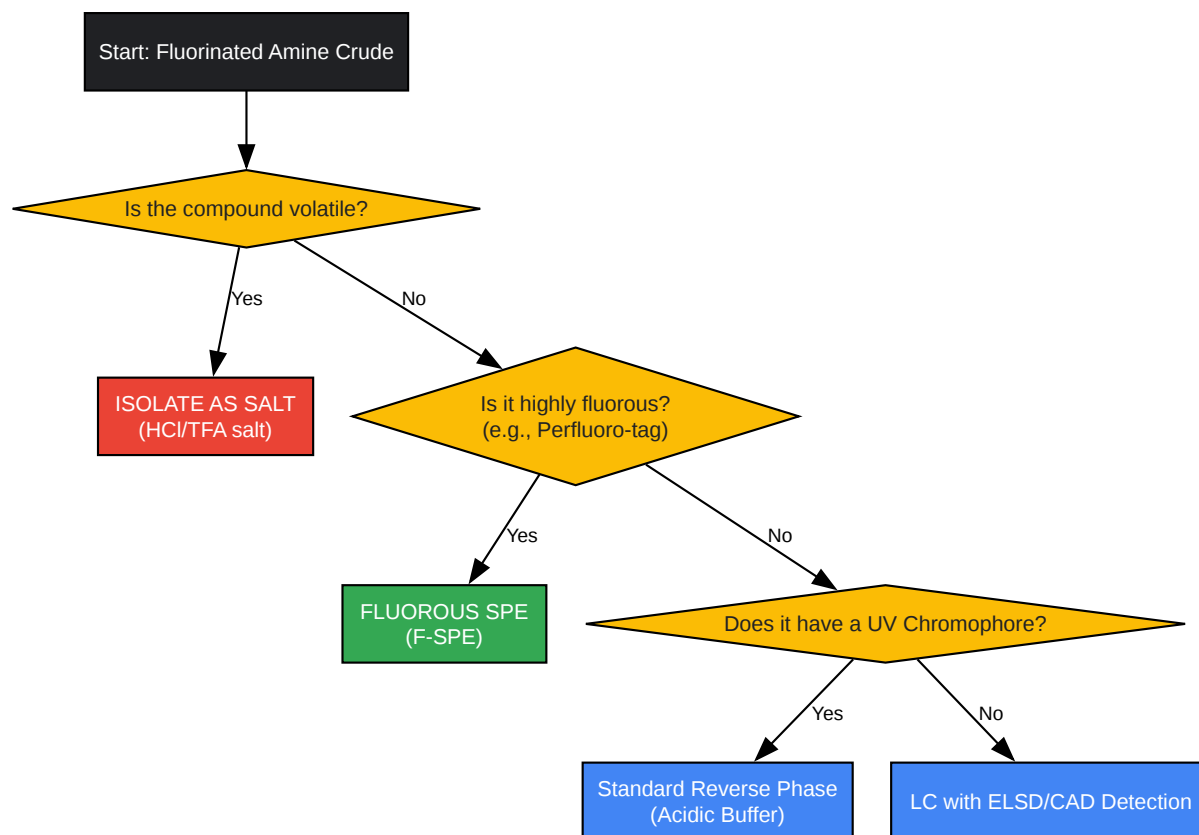 Start: Fluorinated Amine Crude
Is the compound volatile?
Yes
No
ISOLATE AS SALT
(HCl/TFA salt)
Is it highly fluorous?
(e.g., Perfluoro-tag)
Yes
No
FLUOROUS SPE
(F-SPE)
Does it have a UV Chromophore?
Yes
No
Standard Reverse Phase
(Acidic Buffer)
LC with ELSD/CAD Detection